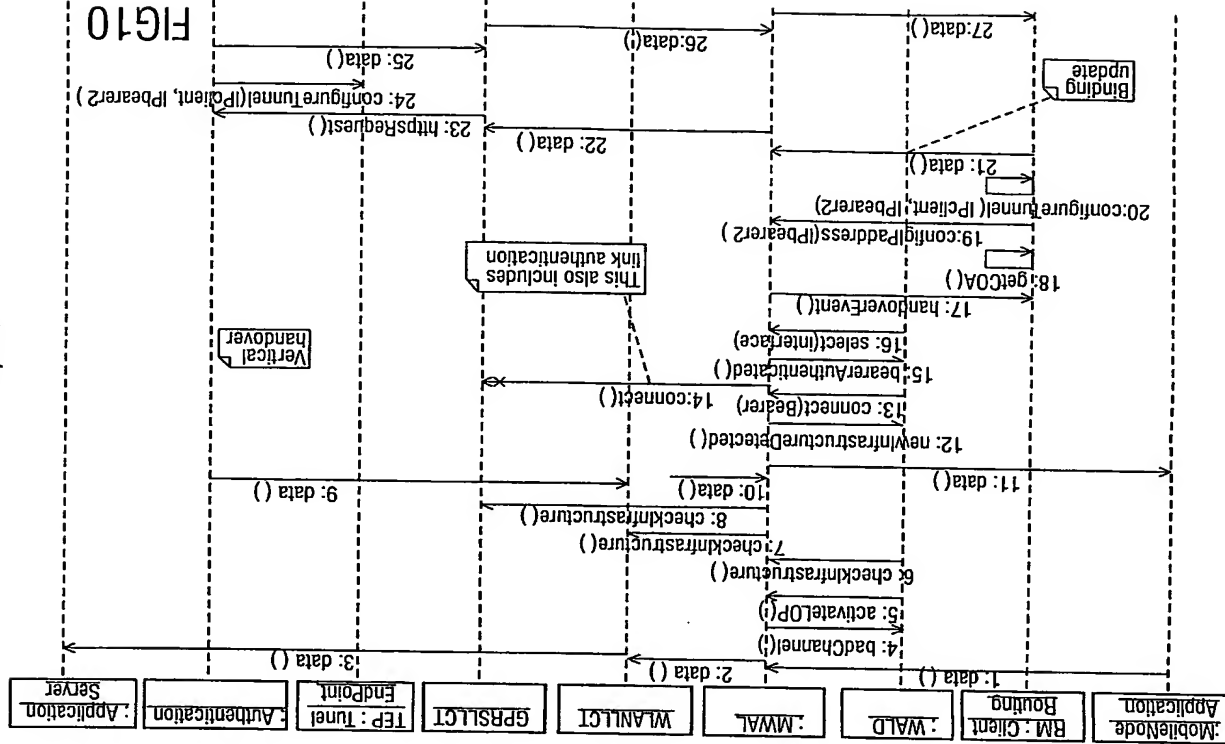 :MobileNode
Application
RM : Client
Routing
: WALD
: MWAL
WLANLLCT
GPRSLLCT
TEP : Tunel
EndPoint
: Authentication
: Application
Server
1: data ( )
2: data ( )
3: data ( )
4: badChannel( )
5: activateLOP( )
6: checkInfrastructure( )
7: checkInfrastructure( )
8: checkInfrastructure( )
9: data ( )
10: data( )
11: data( )
12: newInfrastructureDetected( )
13: connect(Bearer)
14:connect( )
15: bearerAuthenticated( )
16: select(interface)
Vertical
handover
17: handoverEvent( )
18: getCOA( )
This also includes
link authentication
19:configIPaddress(IPbearer2 )
20:configureTunnel( IPclient, IPbearer2)
21: data( )
22: data( )
23: httpsRequest( )
24: configureTunnel(IPclient, IPbearer2 )
Binding
update
25: data( )
26:data( )
27:data( )
FIG10